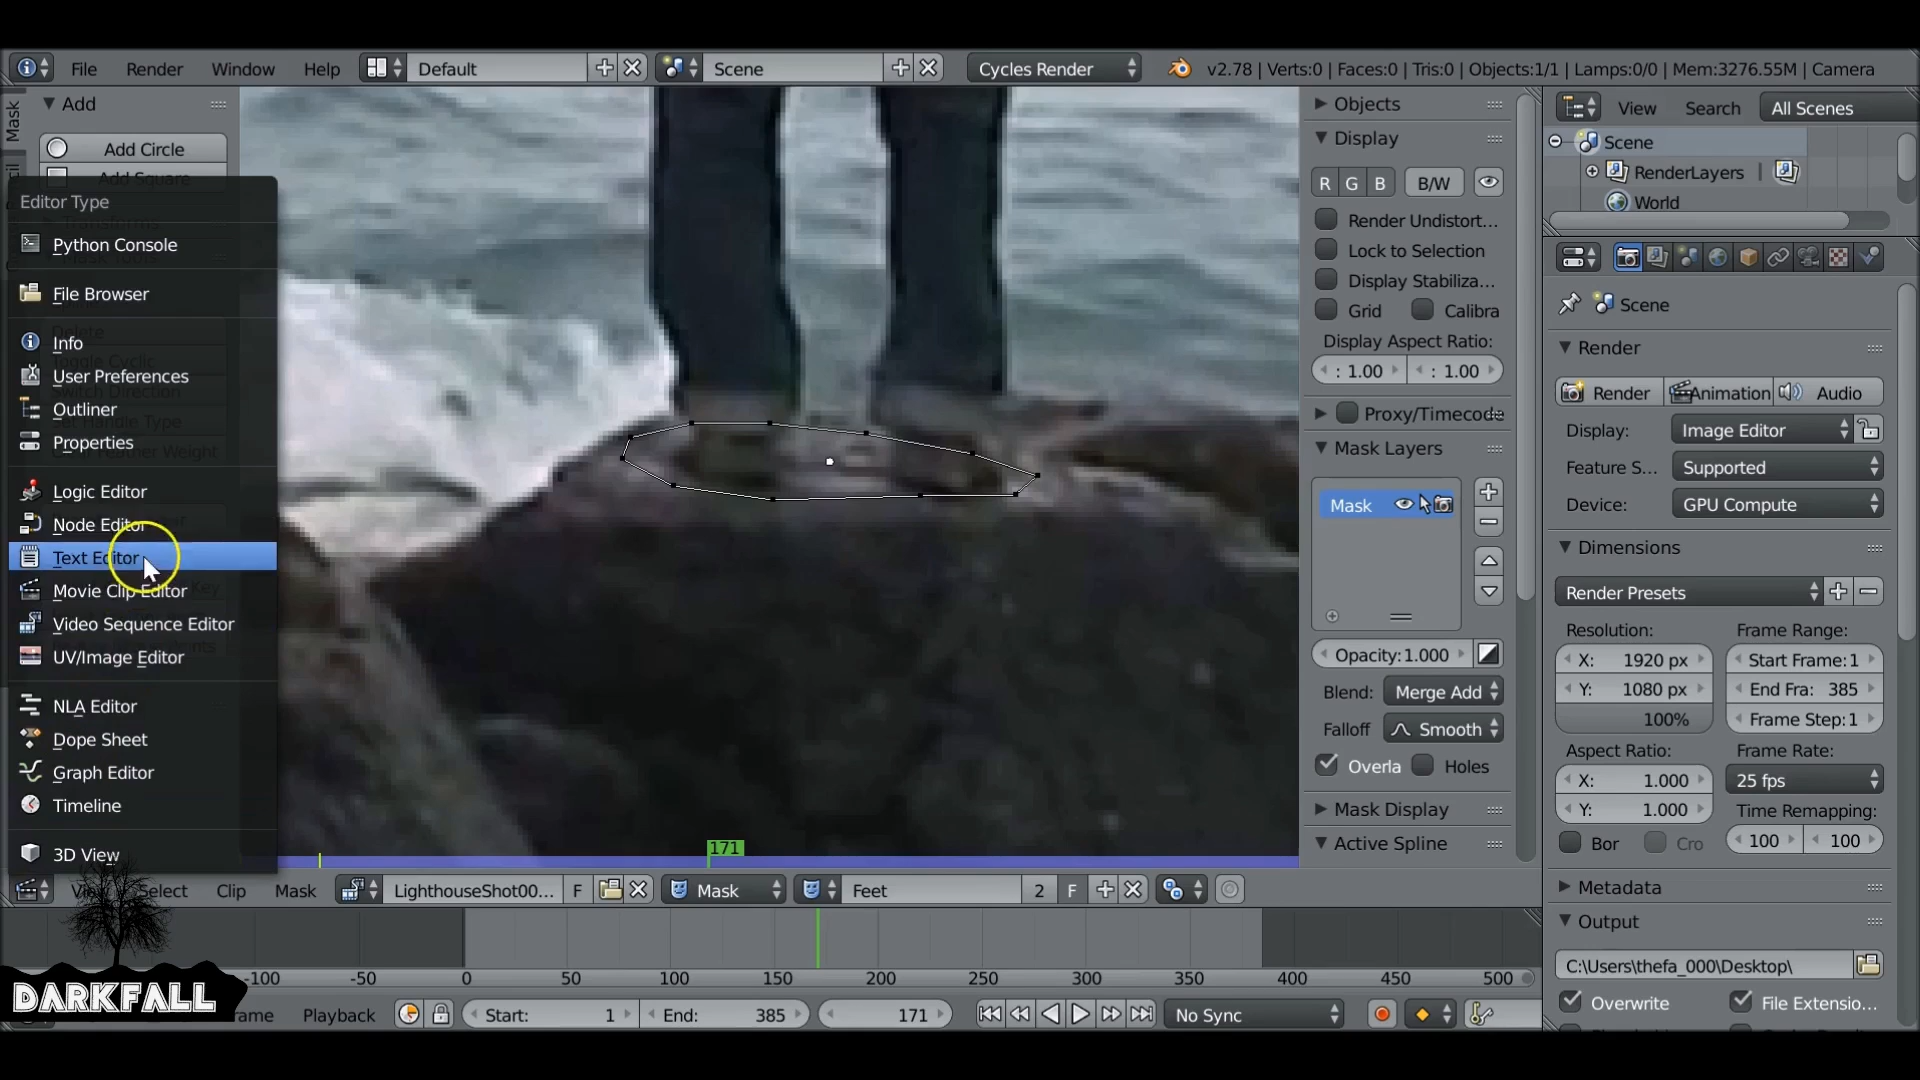 File Render Window Help Default Scene Cycles Render v2.78 | Verts:0 | Faces:0 | Tris:0 | Objects:1/1 | Lamps:0/0 | Mem:3276.55M | Camera
Mask
Add
Add Circle
Add Square
Editor Type
Python Console
File Browser
Info
User Preferences
Outliner
Properties
Logic Editor
Node Editor
Text Editor
Movie Clip Editor
Video Sequence Editor
UV/Image Editor
NLA Editor
Dope Sheet
Graph Editor
Timeline
3D View
Objects
Display
R G B B/W
Render Undistort...
Lock to Selection
Display Stabiliza...
Grid Calibra
Display Aspect Ratio:
: 1.00 : 1.00
Proxy/Timecode
Mask Layers
Mask
Opacity:1.000
Blend: Merge Add
Falloff Smooth
Overla Holes
Mask Display
Active Spline
View Search All Scenes
Scene
RenderLayers |
World
Scene
Render
Render Animation Audio
Display: Image Editor
Feature S... Supported
Device: GPU Compute
Dimensions
Render Presets
Resolution: Frame Range:
X: 1920 px Start Frame:1
Y: 1080 px End Fra: 385
100% Frame Step:1
Aspect Ratio: Frame Rate:
X: 1.000 25 fps
Y: 1.000 Time Remapping:
Bor Cro 100 100
Metadata
Output
C:\Users\thefa_000\Desktop\
Overwrite File Extensio...
171
View Select Clip Mask LighthouseShot00... F Mask Feet 2 F
-100 -50 0 50 100 150 200 250 300 350 400 450 500
DARKFALL
rame Playback Start: 1 End: 385 171 No Sync